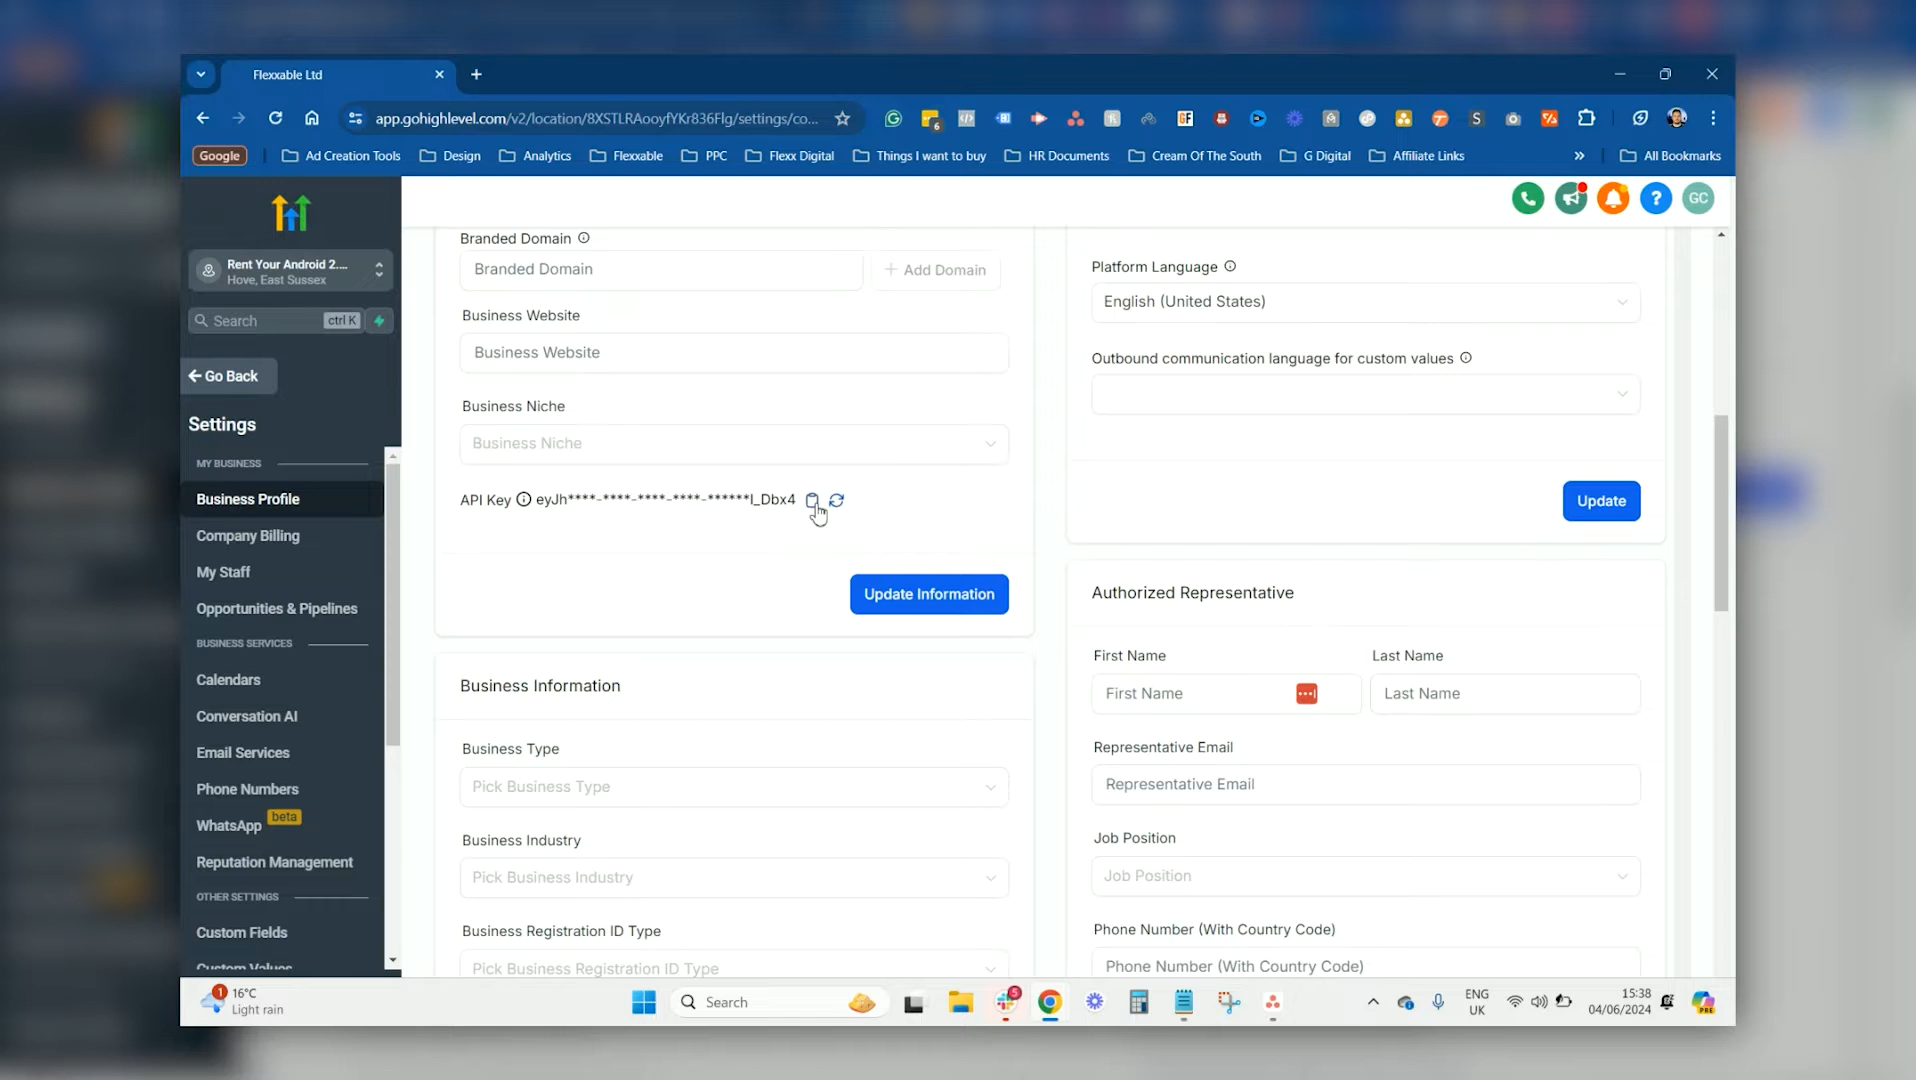 Flexxable Ltd
app.gohighlevel.com/v2/location/8XSTLRAooyfYKr836Flg/settings/co...
6
GF
S
Google
Ad Creation Tools
Design
Analytics
Flexxable
PPC
Flexx Digital
Things I want to buy
HR Documents
Cream Of The South
G Digital
Affiliate Links
»
All Bookmarks
Rent Your Android 2....
Hove, East Sussex
Search
ctrl K
Go Back
Settings
MY BUSINESS
Business Profile
Company Billing
My Staff
Opportunities & Pipelines
BUSINESS SERVICES
Calendars
Conversation AI
Email Services
Phone Numbers
WhatsApp beta
Reputation Management
OTHER SETTINGS
Custom Fields
Custom Values
?
GC
Branded Domain
Branded Domain
+ Add Domain
Business Website
Business Website
Business Niche
Business Niche
API Key eyJh****-****-****-****-******I_Dbx4
Update Information
Business Information
Business Type
Pick Business Type
Business Industry
Pick Business Industry
Business Registration ID Type
Pick Business Registration ID Type
Platform Language
English (United States)
Outbound communication language for custom values
Update
Authorized Representative
First Name
Last Name
First Name
Last Name
Representative Email
Representative Email
Job Position
Job Position
Phone Number (With Country Code)
Phone Number (With Country Code)
1
16°C
Light rain
Search
5
ENG
UK
15:38
04/06/2024
PRE